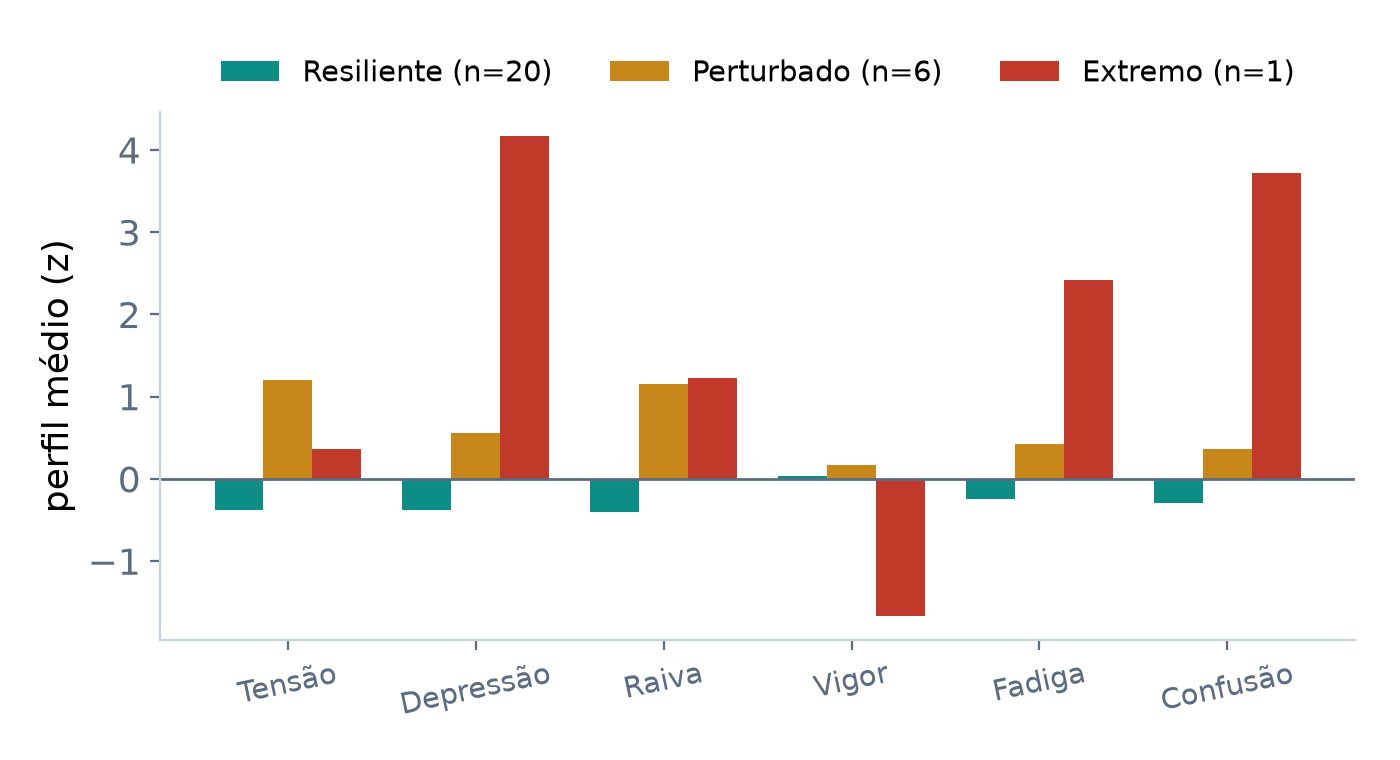 Resiliente (n=20) Perturbado (n=6) Extremo (n=1)
perfil médio (z)
4
3
2
1
0
−1
Tensão Depressão Raiva Vigor Fadiga Confusão